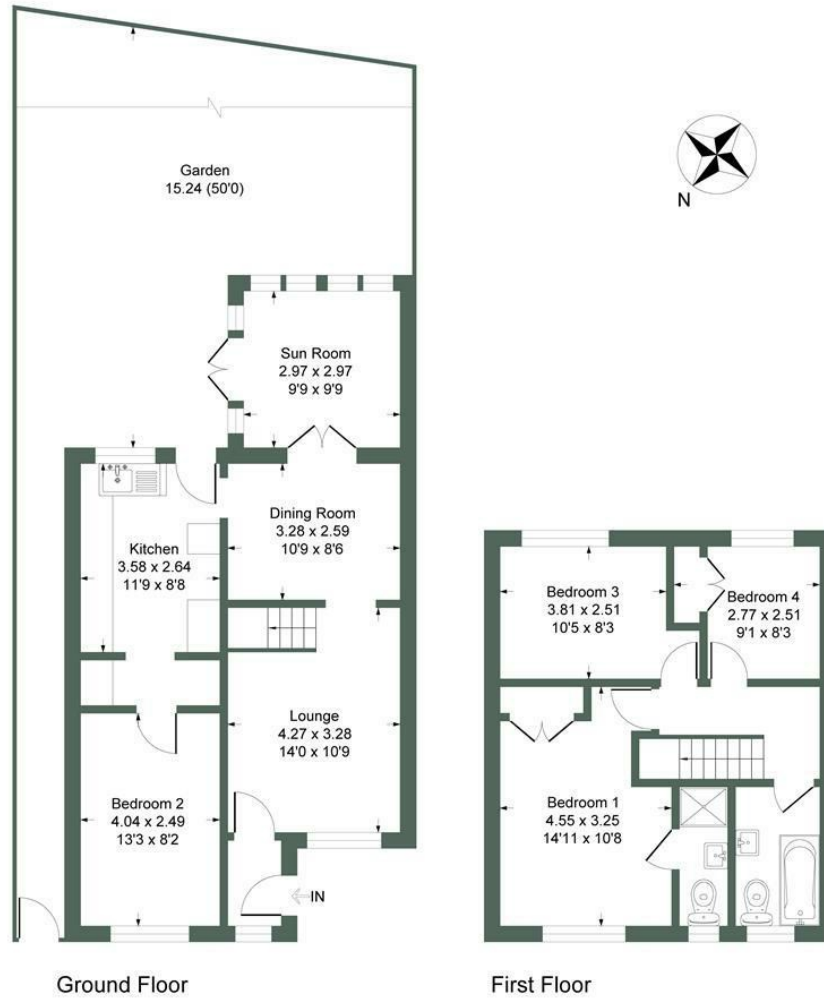 Garden
15.24 (50'0)
N
Sun Room
2.97 x 2.97
9'9 x 9'9
Dining Room
3.28 x 2.59
10'9 x 8'6
Kitchen
3.58 x 2.64
11'9 x 8'8
Lounge
4.27 x 3.28
14'0 x 10'9
Bedroom 2
4.04 x 2.49
13'3 x 8'2
IN
Ground Floor
Bedroom 3
3.81 x 2.51
10'5 x 8'3
Bedroom 4
2.77 x 2.51
9'1 x 8'3
Bedroom 1
4.55 x 3.25
14'11 x 10'8
First Floor